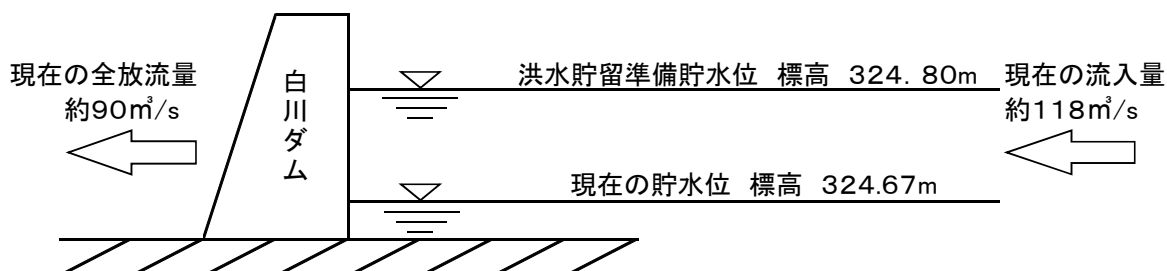 現在の全放流量
約90㎥/s
白川ダム
洪水貯留準備貯水位 標高 324.80m
現在の流入量
約118㎥/s
現在の貯水位 標高 324.67m